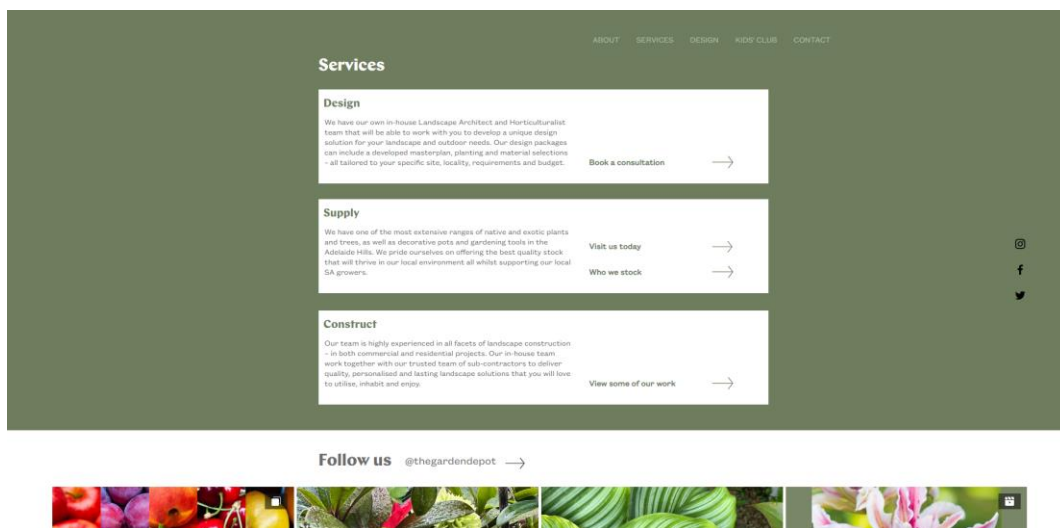 ABOUT SERVICES DESIGN KIDS' CLUB CONTACT
Services
Design
We have our own in-house Landscape Architect and Horticulturalist
team that will be able to work with you to develop a unique design
solution for your landscape and outdoor needs. Our design packages
can include a developed masterplan, planting and material selections
– all tailored to your specific site, locality, requirements and budget.
Book a consultation
Supply
We have one of the most extensive ranges of native and exotic plants
and trees, as well as decorative pots and gardening tools in the
Adelaide Hills. We pride ourselves on offering the best quality stock
that will thrive in our local environment all whilst supporting our local
SA growers.
Visit us today
Who we stock
Construct
Our team is highly experienced in all facets of landscape construction
– in both commercial and residential projects. Our in-house team
work together with our trusted team of sub-contractors to deliver
quality, personalised and lasting landscape solutions that you will love
to utilise, inhabit and enjoy.
View some of our work
Follow us @thegardendepot